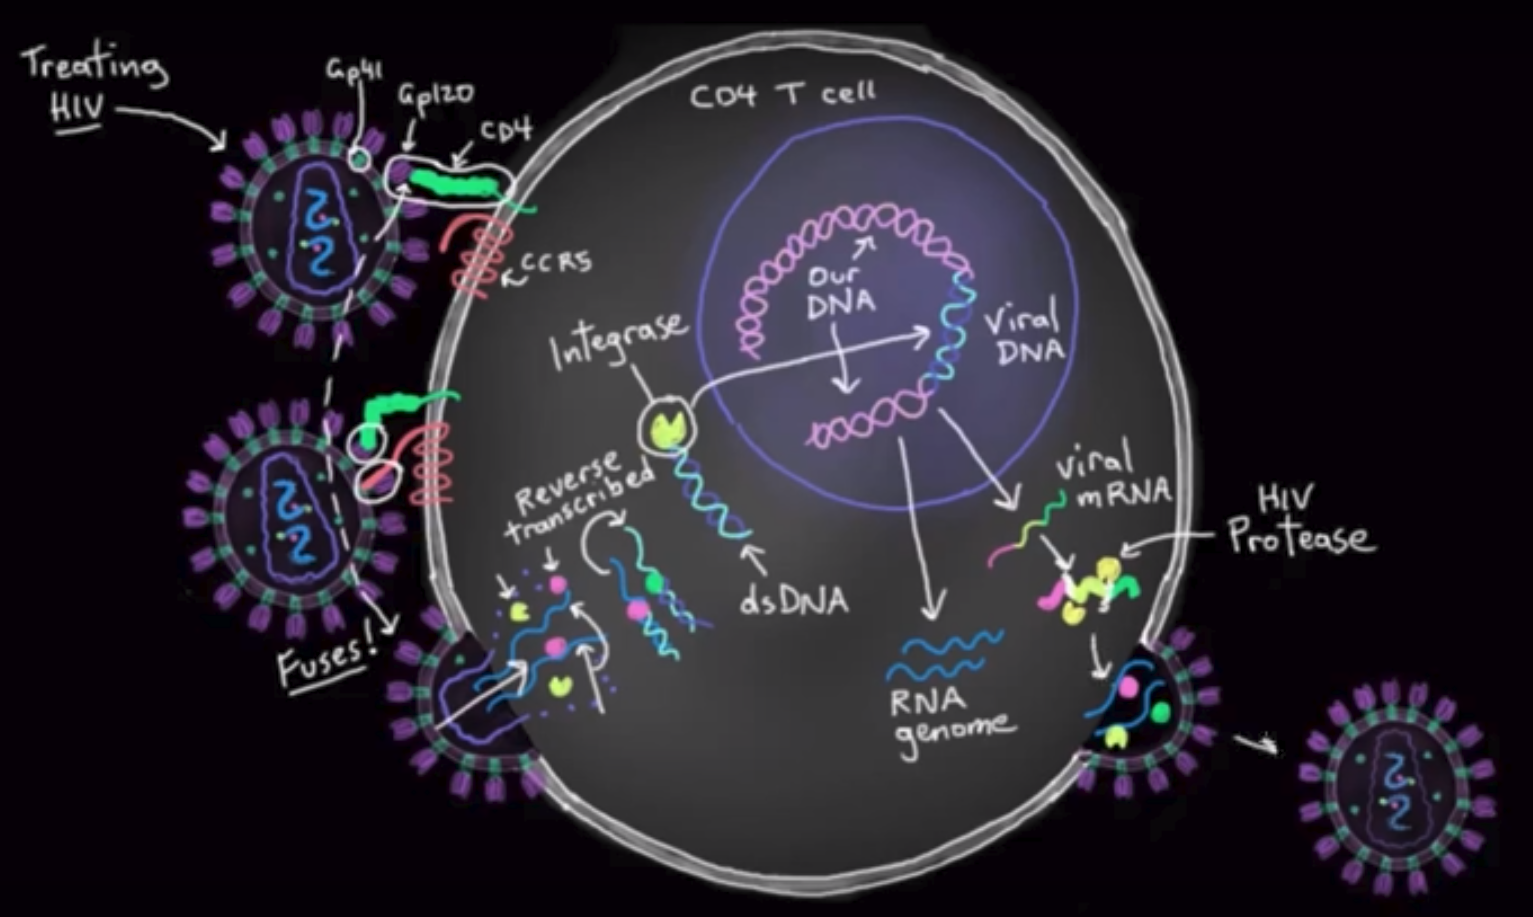 Treating
HIV
Gp41
Gp120
CD4
CCR5
CD4 T cell
Our
DNA
Viral
DNA
Integrase
Reverse
transcribed
dsDNA
Fuses!
Viral
mRNA
HIV
Protease
RNA
genome